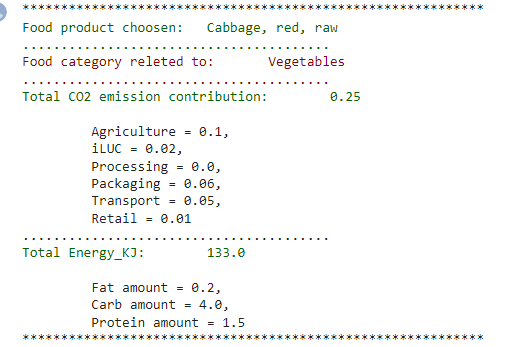 ************************************************************
Food product choosen:   Cabbage, red, raw
........................................
Food category releted to:       Vegetables
........................................
Total CO2 emission contribution:        0.25
Agriculture = 0.1,
iLUC = 0.02,
Processing = 0.0,
Packaging = 0.06,
Transport = 0.05,
Retail = 0.01
........................................
Total Energy_KJ:        133.0
Fat amount = 0.2,
Carb amount = 4.0,
Protein amount = 1.5
************************************************************